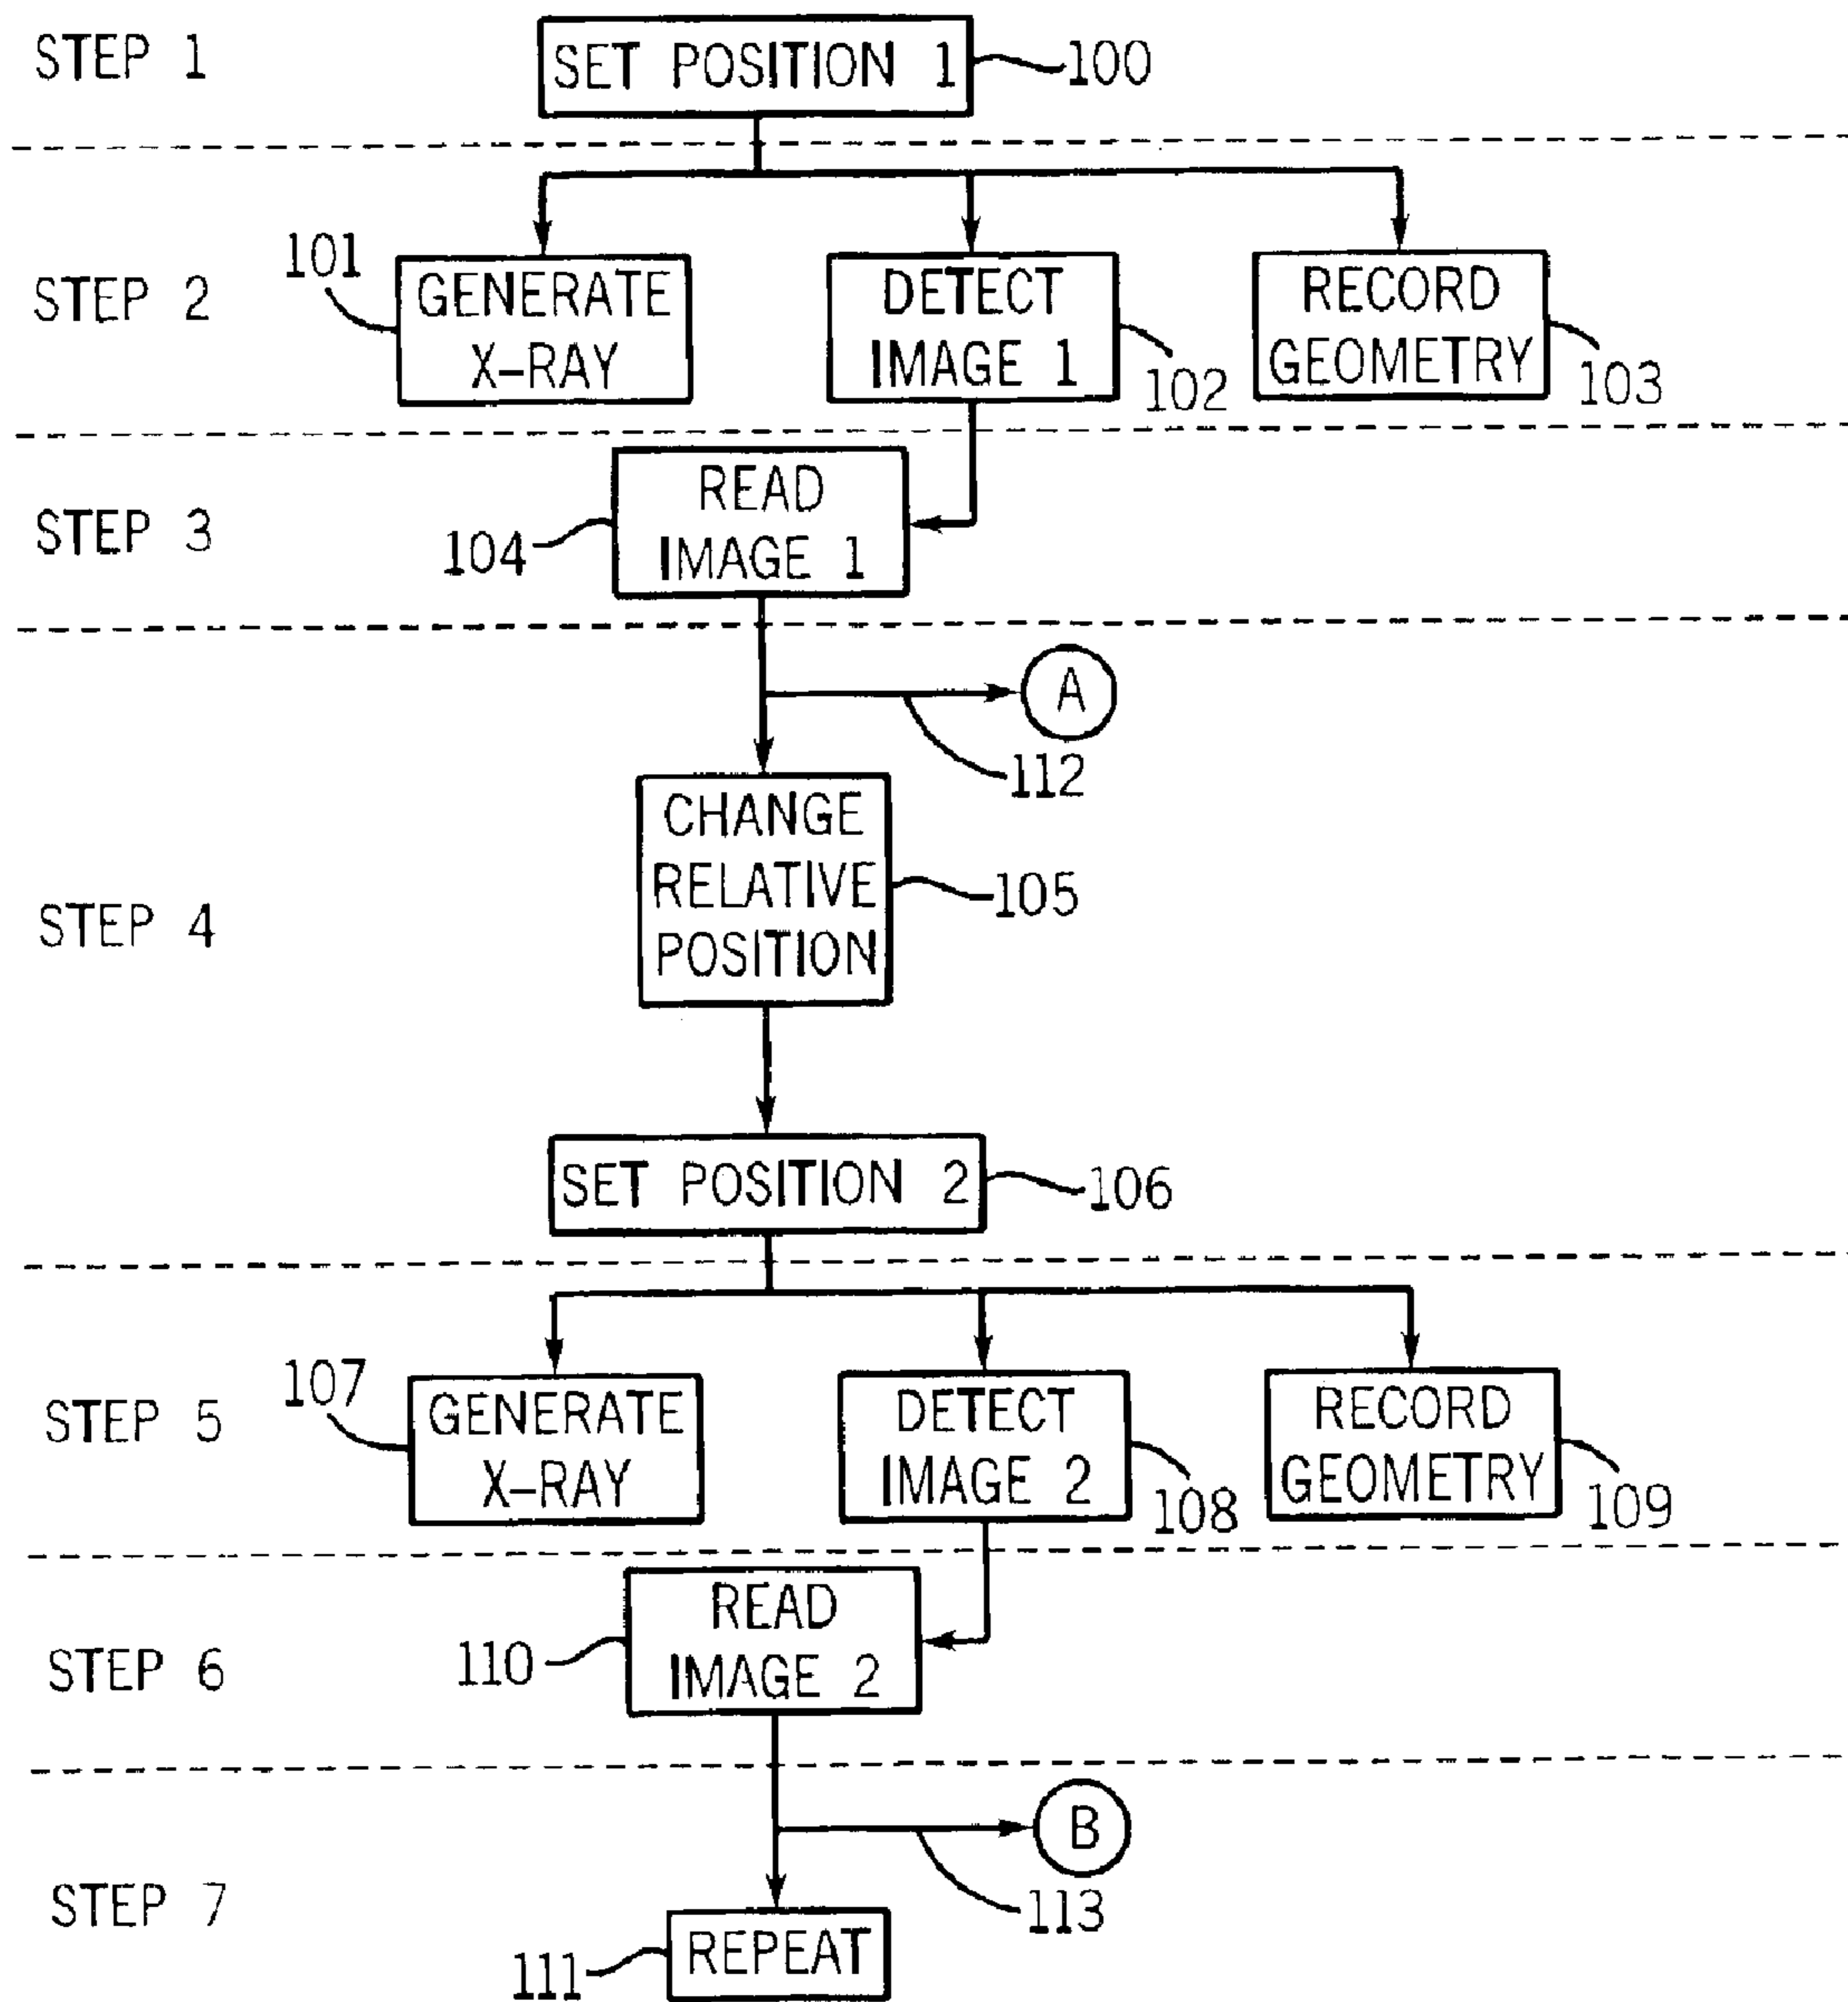 STEP 1
SET POSITION 1
100
STEP 2
101
GENERATE
X-RAY
DETECT
IMAGE 1
102
RECORD
GEOMETRY
103
STEP 3
104
READ
IMAGE 1
A
112
STEP 4
CHANGE
RELATIVE
POSITION
105
SET POSITION 2
106
STEP 5
107
GENERATE
X-RAY
DETECT
IMAGE 2
108
RECORD
GEOMETRY
109
STEP 6
110
READ
IMAGE 2
B
113
STEP 7
111
REPEAT